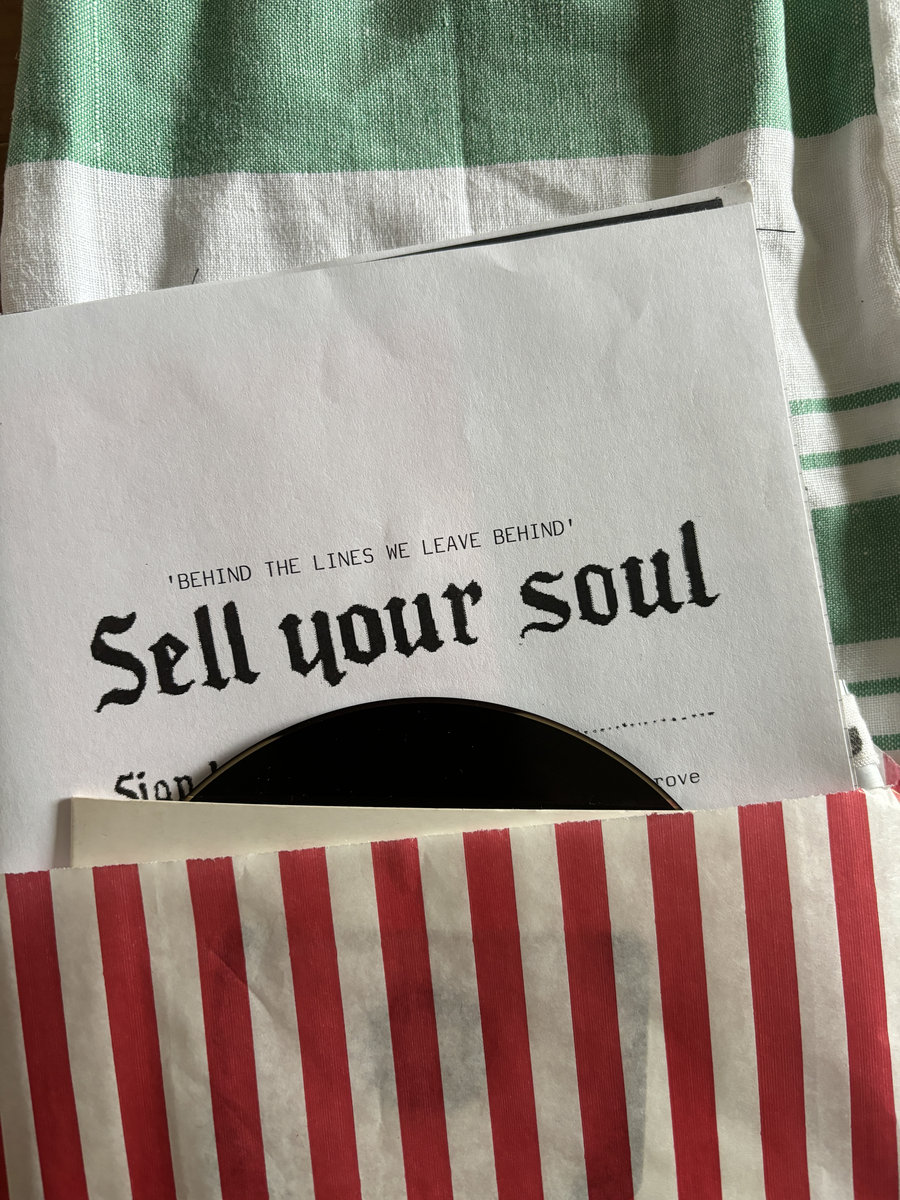 'BEHIND THE LINES WE LEAVE BEHIND'
Sell your soul